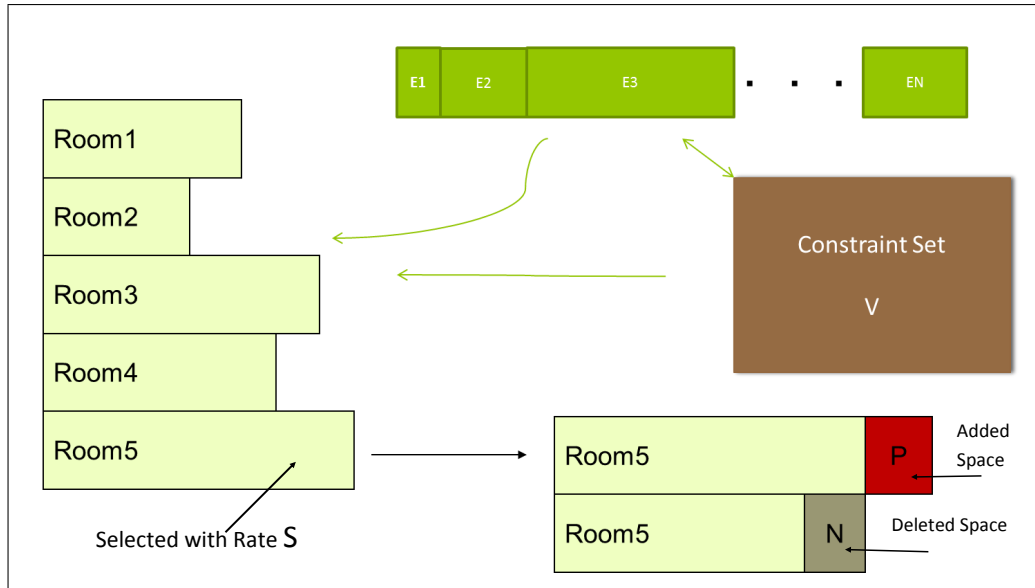 E1
E2
E3
. . .
EN
Room1
Room2
Room3
Room4
Room5
Constraint Set
V
Selected with Rate S
Room5
P
Added
Space
Room5
N
Deleted Space